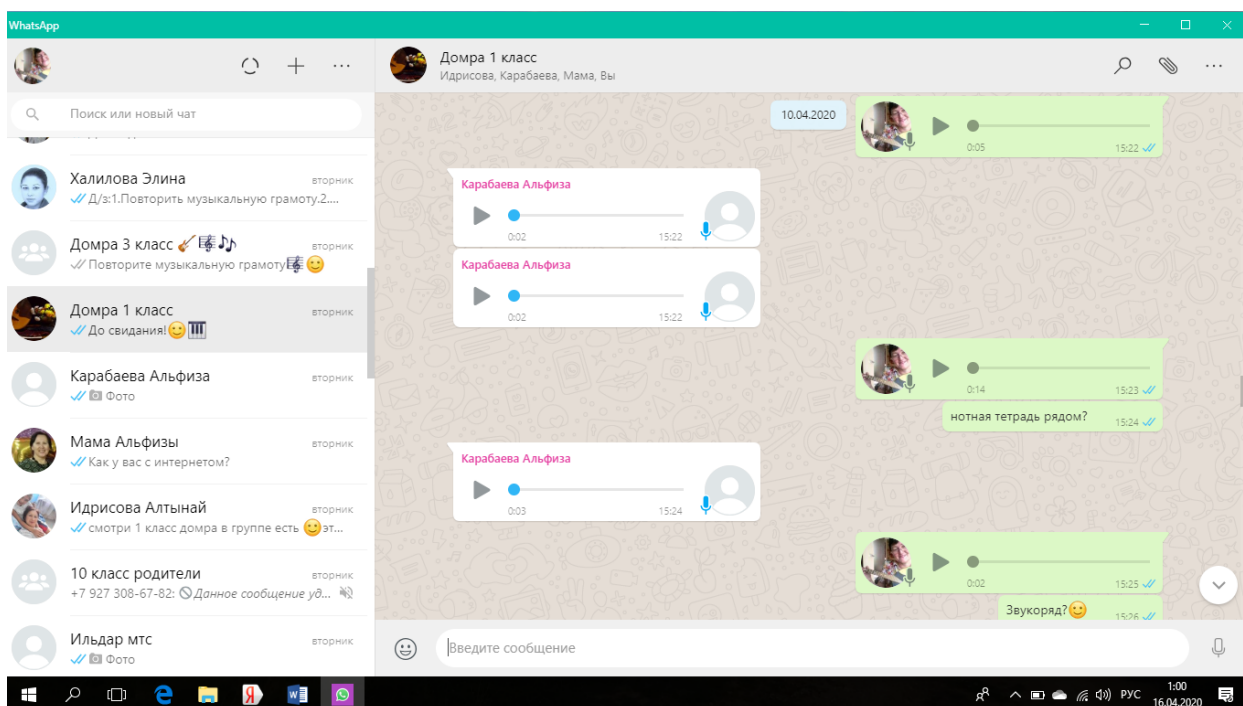 WhatsApp
Поиск или новый чат
Халилова Элина
вторник
Д/з:1.Повторить музыкальную грамоту.2....
Домра 3 класс
вторник
Повторите музыкальную грамоту
Домра 1 класс
вторник
До свидания!
Карабаева Альфиза
вторник
Фото
Мама Альфизы
вторник
Как у вас с интернетом?
Идрисова Алтынай
вторник
смотри 1 класс домра в группе есть эт...
10 класс родители
вторник
+7 927 308-67-82: Данное сообщение уд...
Ильдар мтс
вторник
Фото
Домра 1 класс
Идрисова, Карабаева, Мама, Вы
10.04.2020
0:05 15:22
Карабаева Альфиза
0:02 15:22
Карабаева Альфиза
0:02 15:22
0:14 15:23
нотная тетрадь рядом? 15:24
Карабаева Альфиза
0:03 15:24
0:02 15:25
Звукоряд? 15:26
Введите сообщение
РУС
1:00
16.04.2020